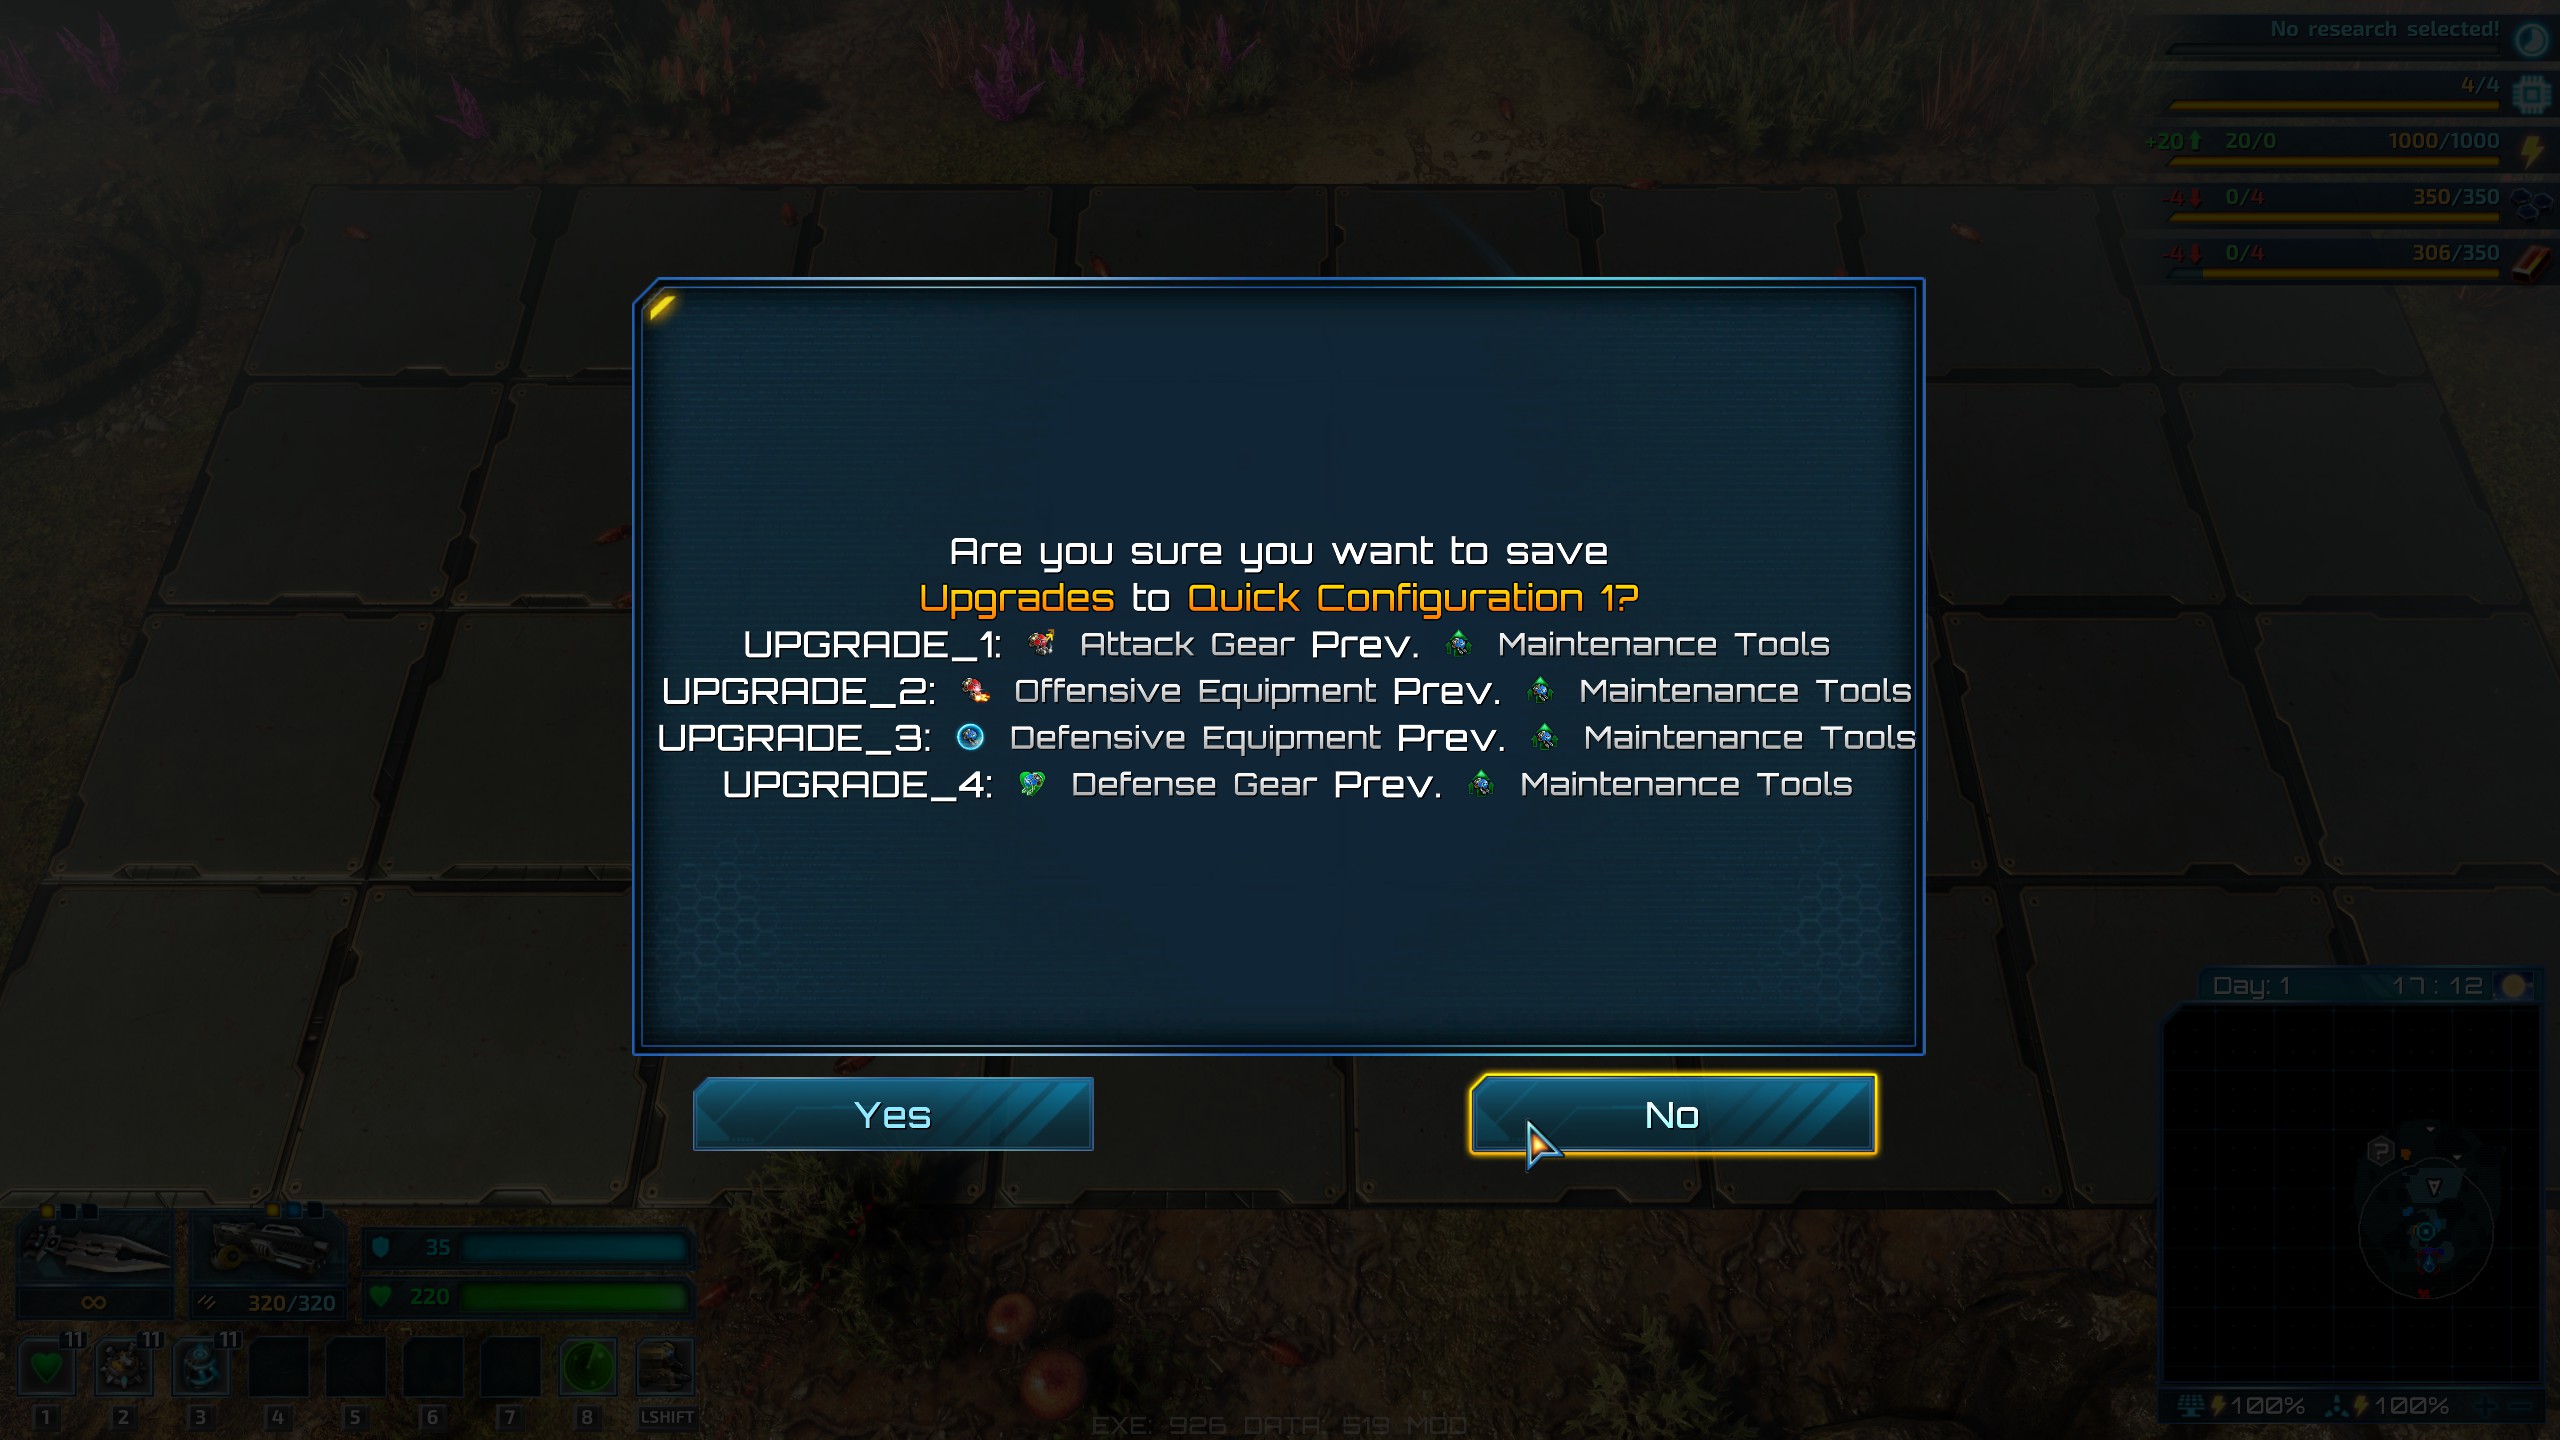 No research selected!
4/4
+20 20/0 1000/1000
-4 0/4 350/350
-4 0/4 306/350
Are you sure you want to save
Upgrades to Quick Configuration 1?
UPGRADE_1: Attack Gear Prev. Maintenance Tools
UPGRADE_2: Offensive Equipment Prev. Maintenance Tools
UPGRADE_3: Defensive Equipment Prev. Maintenance Tools
UPGRADE_4: Defense Gear Prev. Maintenance Tools
Yes No
Day: 1 17:12
?
35
220
∞ 320/320
11 11 11
1 2 3 4 5 6 7 8 LSHIFT
100% 100%
EXE: 926 DATA: 519 MOD